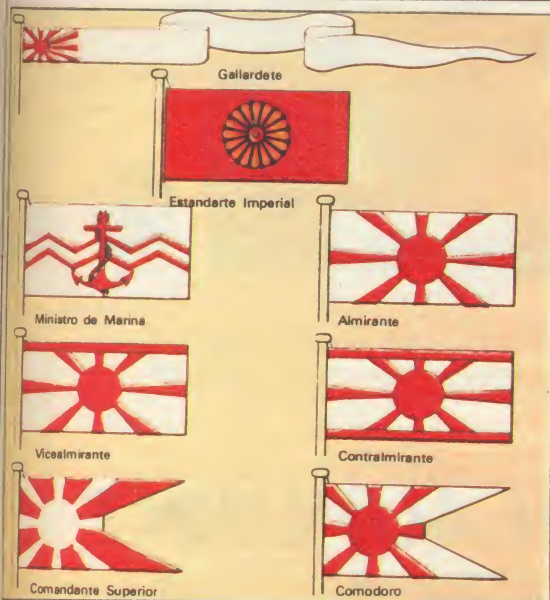 Gallardete
Estandarte Imperial
Ministro de Marina
Almirante
Vicealmirante
Contralmirante
Comandante Superior
Comodoro